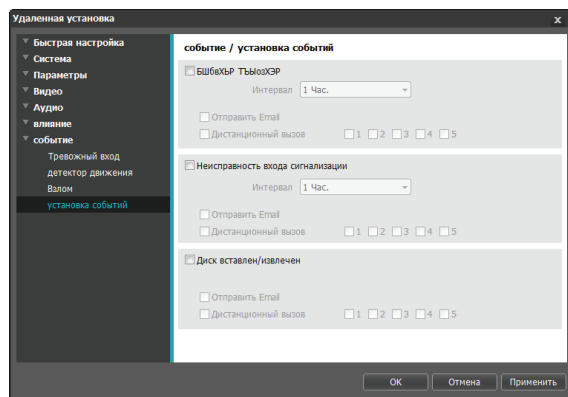 Удаленная установка
x
Быстрая настройка
Система
Параметры
Видео
Аудио
влияние
событие
Тревожный вход
детектор движения
Взлом
установка событий
событие / установка событий
БШбвХЬР ТЪЫозХЭР
Интервал 1 Час.
Отправить Email
Дистанционный вызов 1 2 3 4 5
Неисправность входа сигнализации
Интервал 1 Час.
Отправить Email
Дистанционный вызов 1 2 3 4 5
Диск вставлен/извлечен
Отправить Email
Дистанционный вызов 1 2 3 4 5
OK Отмена Применить